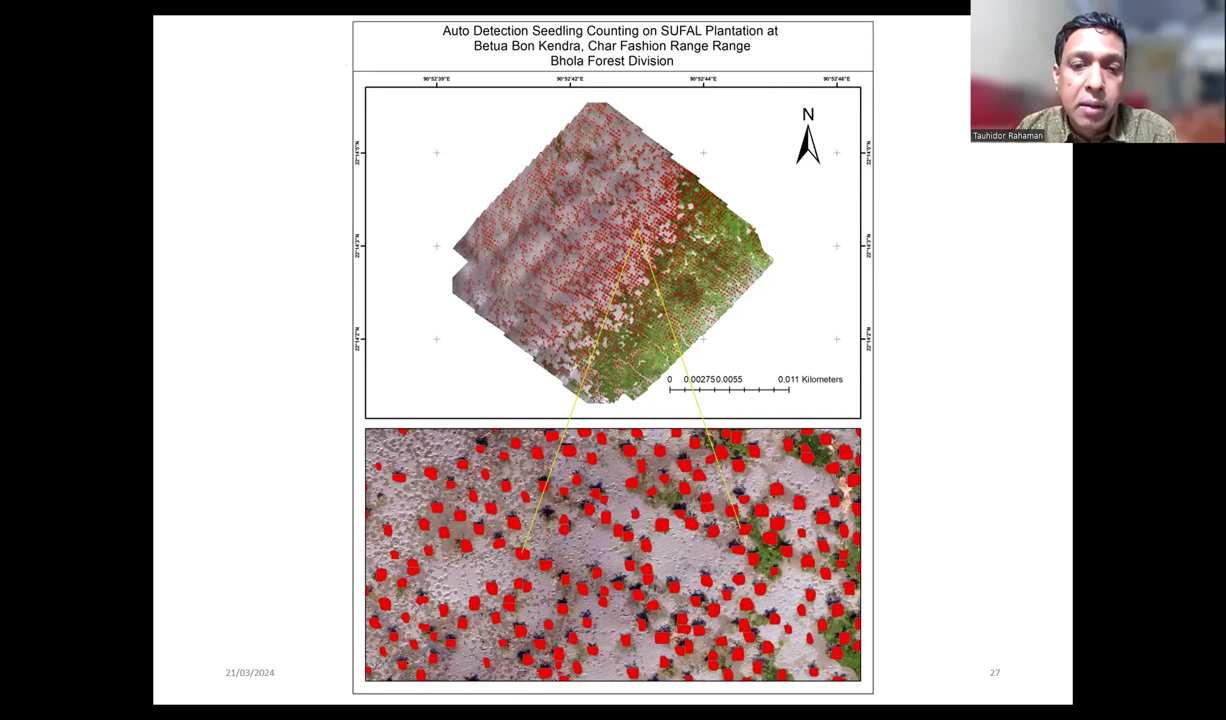 Auto Detection Seedling Counting on SUFAL Plantation at
Betua Bon Kendra, Char Fashion Range Range
Bhola Forest Division
90°52'39"E 90°52'42"E 90°52'44"E 90°52'46"E
N
Tauhidor Rahaman
0 0.00275 0.0055 0.011 Kilometers
21/03/2024
27